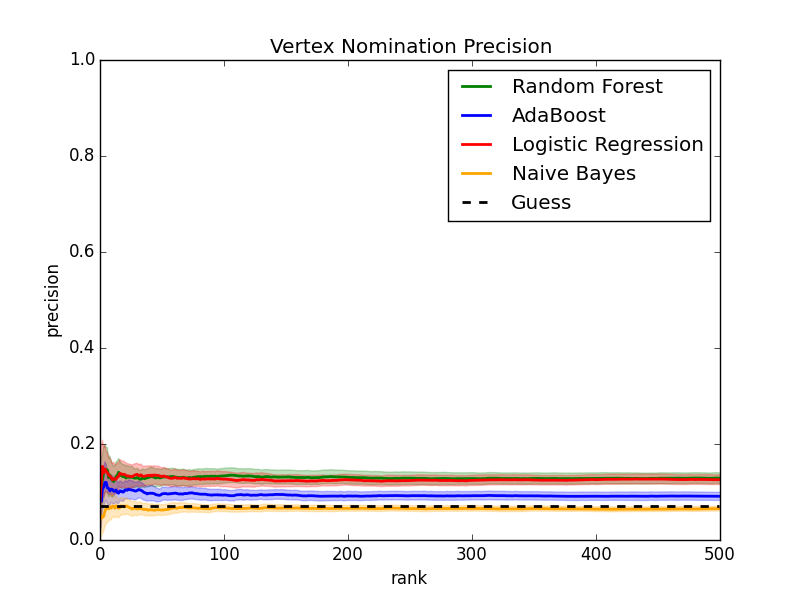 Vertex Nomination Precision
1.0
0.8
0.6
0.4
0.2
0.0
precision
Random Forest
AdaBoost
Logistic Regression
Naive Bayes
Guess
0
100
200
300
400
500
rank